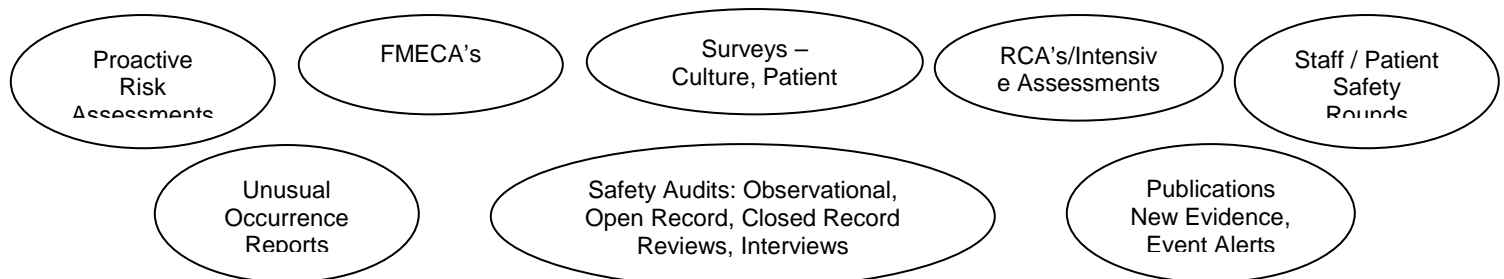 Proactive
Risk
Assessments
FMECA's
Surveys –
Culture, Patient
RCA's/Intensiv
e Assessments
Staff / Patient
Safety
Rounds
Unusual
Occurrence
Reports
Safety Audits: Observational,
Open Record, Closed Record
Reviews, Interviews
Publications
New Evidence,
Event Alerts